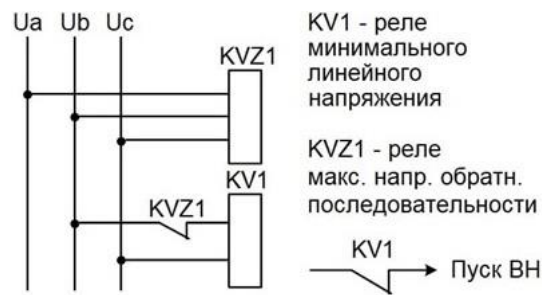 Ua Ub Uc
KVZ1
KV1
KVZ1
KV1 - реле
минимального
линейного
напряжения
KVZ1 - реле
макс. напр. обратн.
последовательности
KV1
Пуск ВН